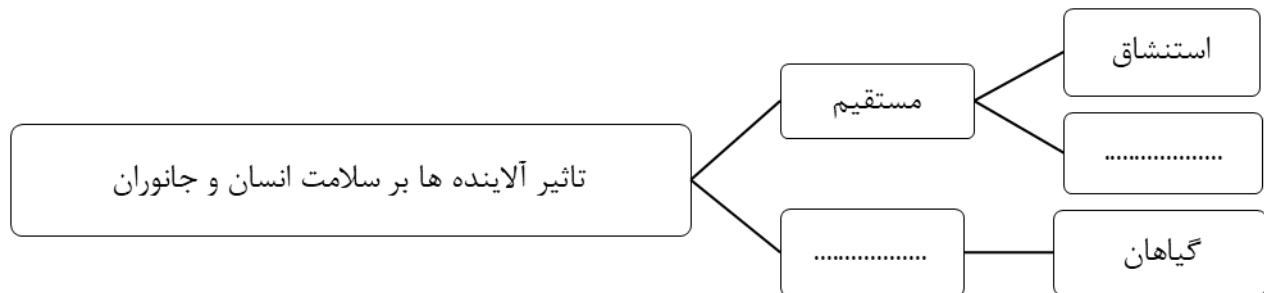 استنشاق
مستقیم
...................
تاثیر آلاینده ها بر سلامت انسان و جانوران
..................
گیاهان